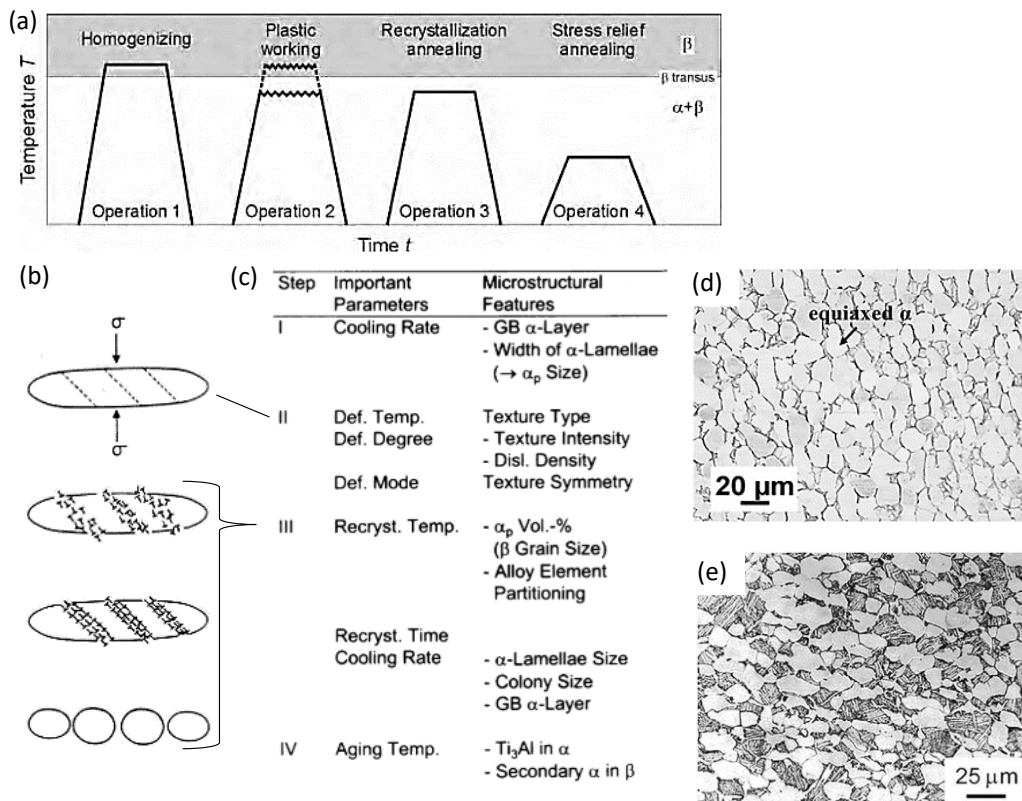 (a)
Homogenizing
Plastic
working
Recrystallization
annealing
Stress relief
annealing
β
β transus
α+β
Temperature T
Operation 1
Operation 2
Operation 3
Operation 4
Time t
(b)
σ
σ
(c)
Step Important Parameters Microstructural Features
I Cooling Rate - GB α-Layer
- Width of α-Lamellae
(→ αp Size)
II Def. Temp. Texture Type
Def. Degree - Texture Intensity
- Disl. Density
Def. Mode Texture Symmetry
III Recryst. Temp. - αp Vol.-%
(β Grain Size)
- Alloy Element
Partitioning
Recryst. Time
Cooling Rate - α-Lamellae Size
- Colony Size
- GB α-Layer
IV Aging Temp. - Ti3Al in α
- Secondary α in β
(d)
equiaxed α
20 µm
(e)
25 µm